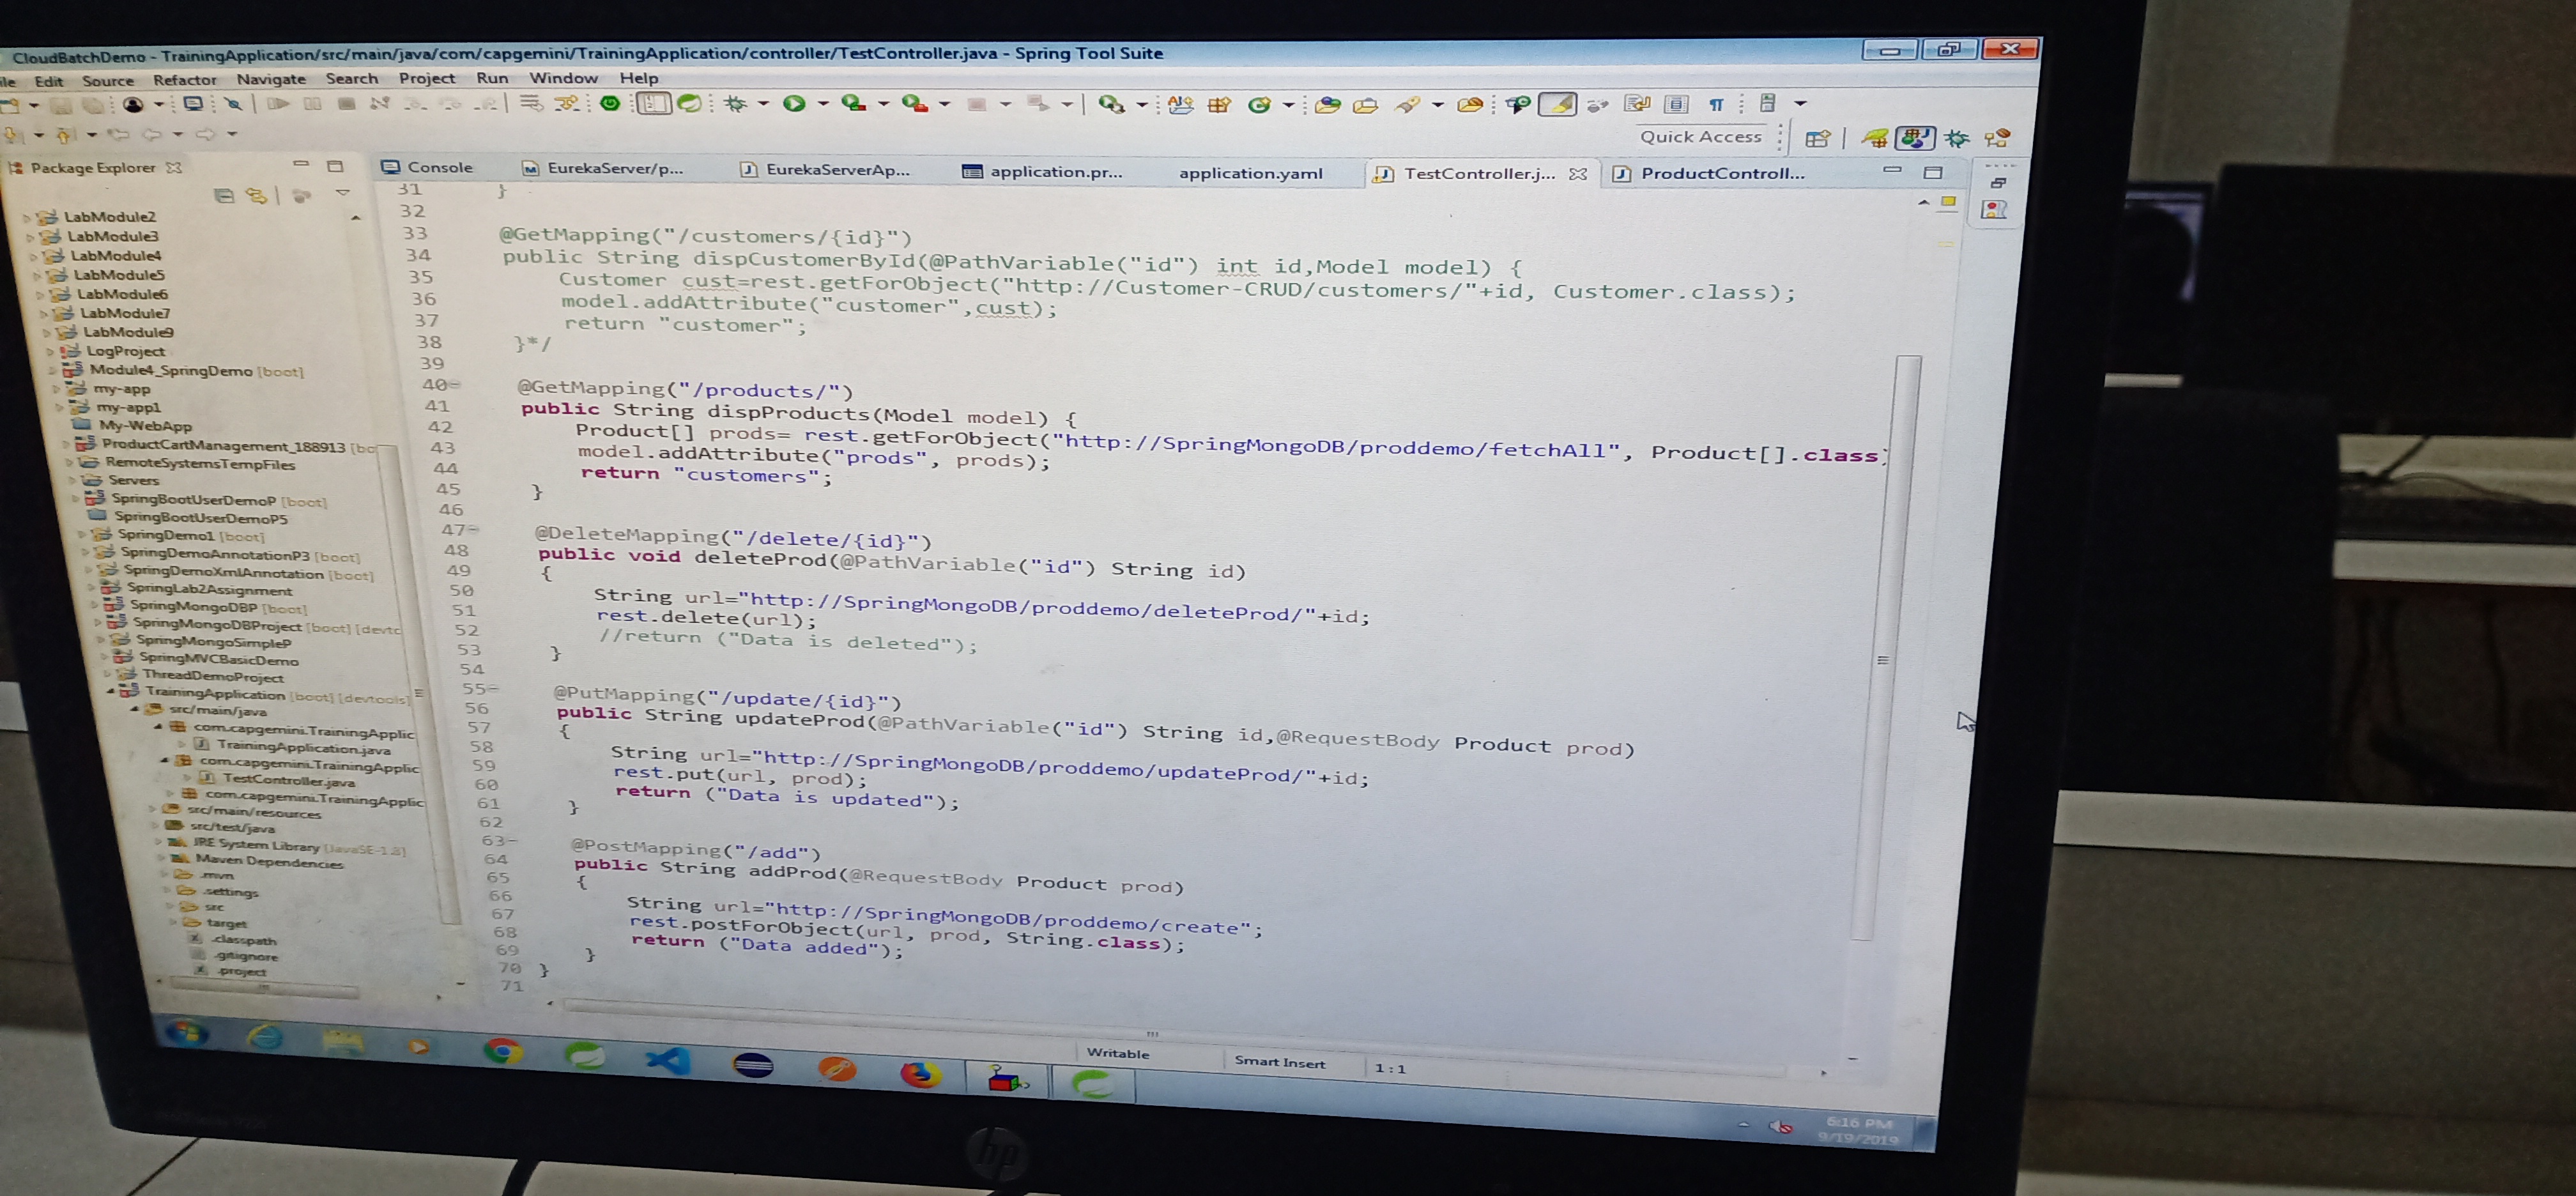 CloudBatchDemo - TrainingApplication/src/main/java/com/capgemini/TrainingApplication/controller/TestController.java - Spring Tool Suite
ile Edit Source Refactor Navigate Search Project Run Window Help
Quick Access
Package Explorer
Console
EurekaServer/p...
EurekaServerAp...
application.pr...
application.yaml
TestController.j...
ProductControll...
LabModule2
LabModule3
LabModule4
LabModule5
LabModule6
LabModule7
LabModule9
LogProject
Module4_SpringDemo [boot]
my-app
my-app1
My-WebApp
ProductCartManagement_188913 [bo
RemoteSystemsTempFiles
Servers
SpringBootUserDemoP [boot]
SpringBootUserDemoP5
SpringDemo1 [boot]
SpringDemoAnnotationP3 [boot]
SpringDemoXmlAnnotation [boot]
SpringLab2Assignment
SpringMongoDBP [boot]
SpringMongoDBProject [boot] [devtc
SpringMongoSimpleP
SpringMVCBasicDemo
ThreadDemoProject
TrainingApplication [boot] [devtools]
src/main/java
com.capgemini.TrainingApplic
TrainingApplication.java
com.capgemini.TrainingApplic
TestController.java
com.capgemini.TrainingApplic
src/main/resources
src/test/java
JRE System Library [JavaSE-1.8]
Maven Dependencies
.mvn
.settings
src
target
.classpath
.gitignore
.project
31 }
32
33 @GetMapping("/customers/{id}")
34 public String dispCustomerById(@PathVariable("id") int id,Model model) {
35 Customer cust=rest.getForObject("http://Customer-CRUD/customers/"+id, Customer.class);
36 model.addAttribute("customer",cust);
37 return "customer";
38 }*/
39
40 @GetMapping("/products/")
41 public String dispProducts(Model model) {
42 Product[] prods= rest.getForObject("http://SpringMongoDB/proddemo/fetchAll", Product[].class)
43 model.addAttribute("prods", prods);
44 return "customers";
45 }
46
47 @DeleteMapping("/delete/{id}")
48 public void deleteProd(@PathVariable("id") String id)
49 {
50 String url="http://SpringMongoDB/proddemo/deleteProd/"+id;
51 rest.delete(url);
52 //return ("Data is deleted");
53 }
54
55 @PutMapping("/update/{id}")
56 public String updateProd(@PathVariable("id") String id,@RequestBody Product prod)
57 {
58 String url="http://SpringMongoDB/proddemo/updateProd/"+id;
59 rest.put(url, prod);
60 return ("Data is updated");
61 }
62
63 @PostMapping("/add")
64 public String addProd(@RequestBody Product prod)
65 {
66 String url="http://SpringMongoDB/proddemo/create";
67 rest.postForObject(url, prod, String.class);
68 return ("Data added");
69 }
70 }
71
Writable
Smart Insert
1 : 1
6:16 PM
9/19/2019
hp